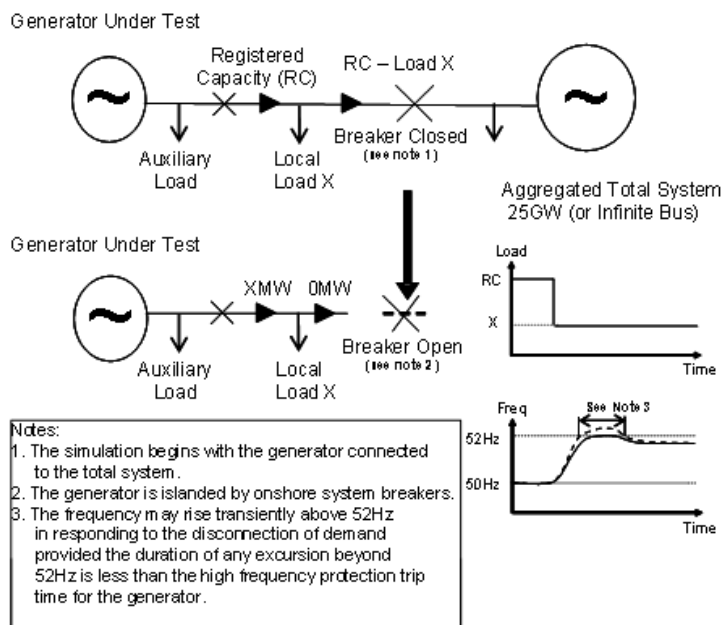 Generator Under Test
Registered
Capacity (RC)
RC – Load X
~
~
Auxiliary
Load
Local
Load X
Breaker Closed
(see note 1)
Aggregated Total System
25GW (or Infinite Bus)
Generator Under Test
~
XMW
0MW
Auxiliary
Load
Local
Load X
Breaker Open
(see note 2)
Load
RC
X
Time
Freq
See Note 3
52Hz
50Hz
Time
Notes:
1. The simulation begins with the generator connected
to the total system.
2. The generator is islanded by onshore system breakers.
3. The frequency may rise transiently above 52Hz
in responding to the disconnection of demand
provided the duration of any excursion beyond
52Hz is less than the high frequency protection trip
time for the generator.